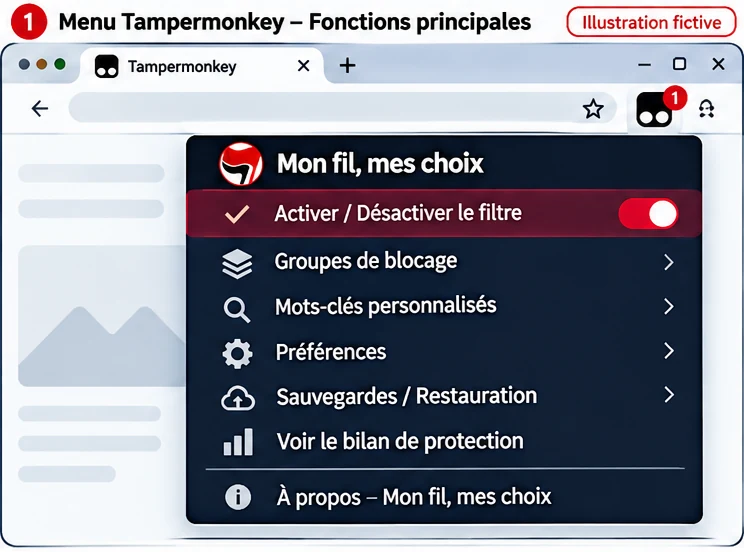 1 Menu Tampermonkey – Fonctions principales
Illustration fictive
Tampermonkey
1
Mon fil, mes choix
Activer / Désactiver le filtre
Groupes de blocage
Mots-clés personnalisés
Préférences
Sauvegardes / Restauration
Voir le bilan de protection
À propos – Mon fil, mes choix